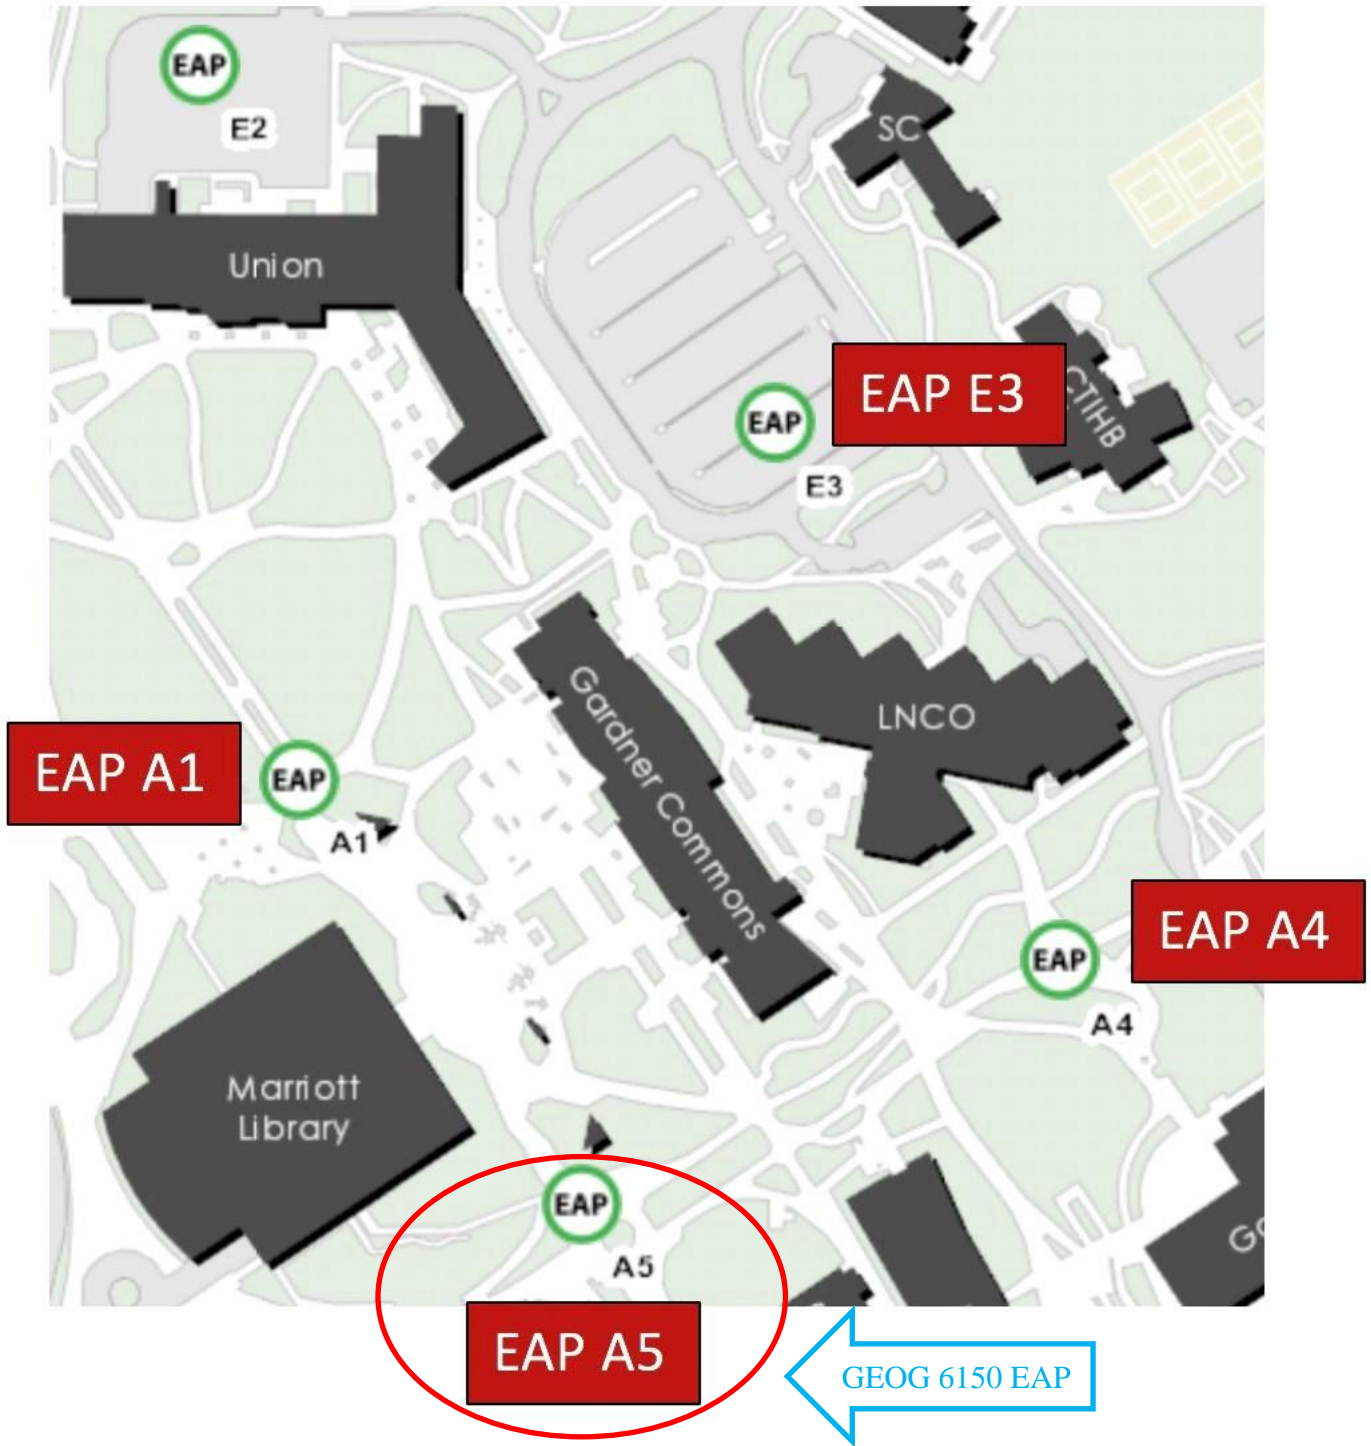 EAP
E2
SC
Union
EAP E3
CTIHB
EAP
E3
Gardner Commons
LNCO
EAP A1
EAP
A1
EAP A4
EAP
A4
Marriott
Library
EAP
A5
EAP A5
GEOG 6150 EAP